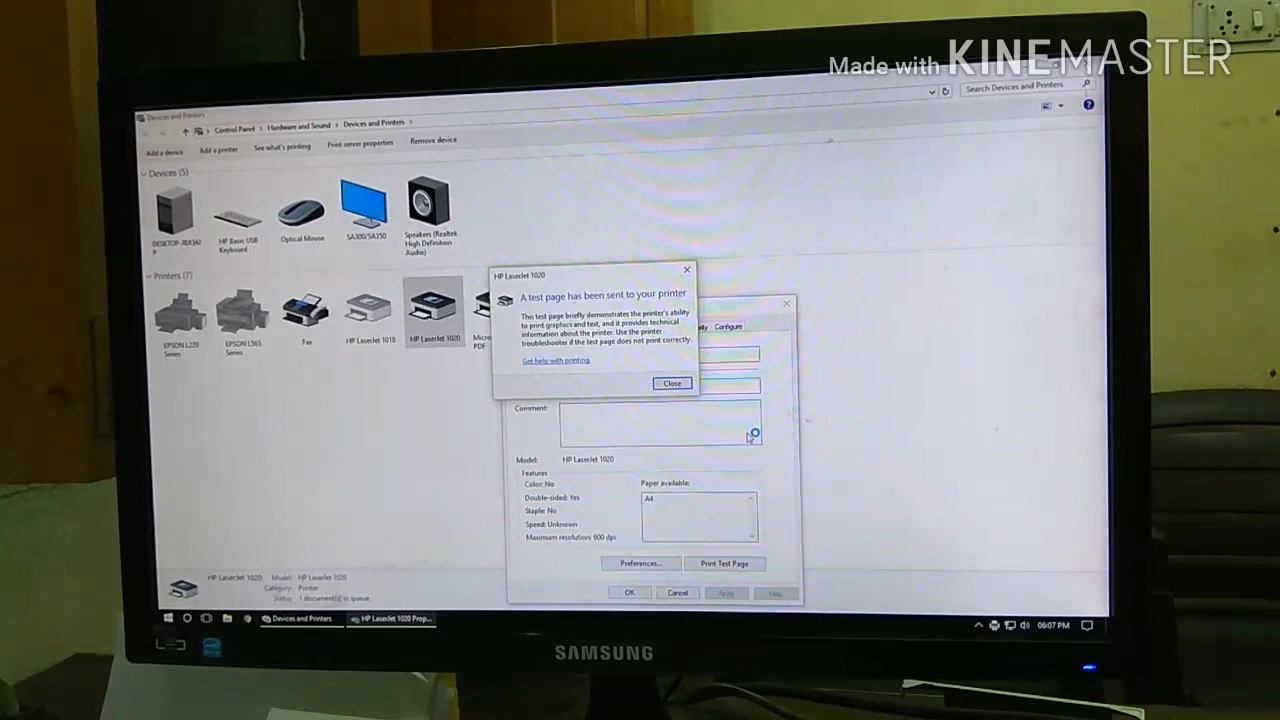 Made with KINEMASTER
Devices and Printers
Control Panel > Hardware and Sound > Devices and Printers >
Search Devices and Printers
Add a device
Add a printer
See what's printing
Print server properties
Remove device
Devices (5)
HP Basic USB
Keyboard
Optical Mouse
SA300/SA350
Speakers (Realtek
High Definition
Audio)
Printers (7)
EPSON L220
Series
EPSON L565
Series
Fax
HP LaserJet 1018
HP LaserJet 1020
Micro
PDF
HP LaserJet 1020
A test page has been sent to your printer
This test page briefly demonstrates the printer's ability
to print graphics and text, and it provides technical
information about the printer. Use the printer
troubleshooter if the test page does not print correctly.
Get help with printing
Close
Configure
Comment:
Model: HP LaserJet 1020
Features
Color: No
Double-sided: Yes
Staple: No
Speed: Unknown
Maximum resolution: 600 dpi
Paper available:
A4
Preferences...
Print Test Page
OK
Cancel
Apply
Help
HP LaserJet 1020 Model: HP LaserJet 1020
Category: Printer
Status: 1 document(s) in queue
Devices and Printers
HP LaserJet 1020 Prop...
06:07 PM
SAMSUNG